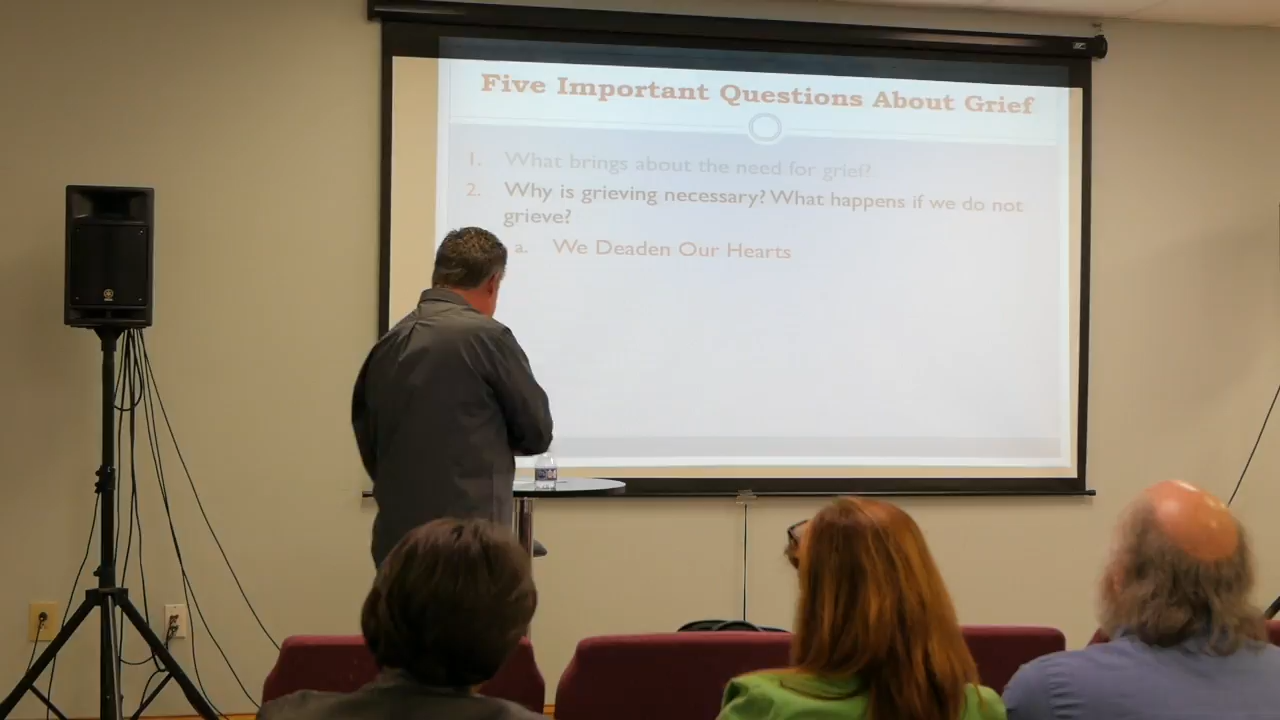 Five Important Questions About Grief
1. What brings about the need for grief?
2. Why is grieving necessary? What happens if we do not
grieve?
a. We Deaden Our Hearts